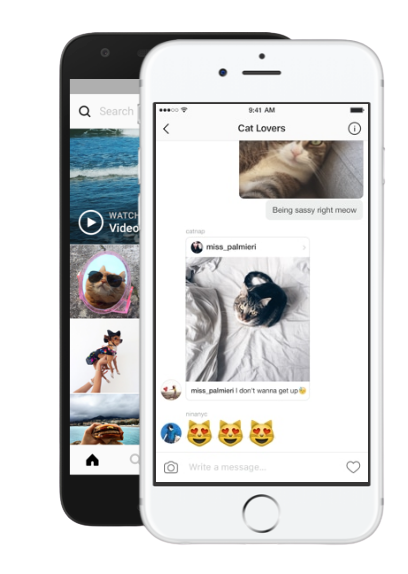 Search
WATCH
Video
9:41 AM
Cat Lovers
Being sassy right meow
catnap
miss_palmieri
miss_palmieri I don't wanna get up
ninanyc
Write a message...